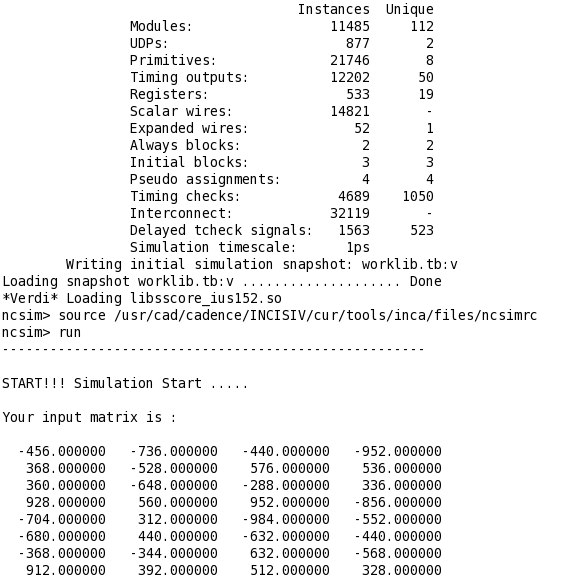 Instances  Unique
Modules:                 11485     112
UDPs:                      877       2
Primitives:              21746       8
Timing outputs:          12202      50
Registers:                 533      19
Scalar wires:            14821       -
Expanded wires:             52       1
Always blocks:               2       2
Initial blocks:              3       3
Pseudo assignments:          4       4
Timing checks:            4689    1050
Interconnect:            32119       -
Delayed tcheck signals:   1563     523
Simulation timescale:      1ps
Writing initial simulation snapshot: worklib.tb:v
Loading snapshot worklib.tb:v .................... Done
*Verdi* Loading libsscore_ius152.so
ncsim> source /usr/cad/cadence/INCISIV/cur/tools/inca/files/ncsimrc
ncsim> run
-----------------------------------------------------
START!!! Simulation Start .....
Your input matrix is :
-456.000000   -736.000000   -440.000000   -952.000000
368.000000   -528.000000    576.000000    536.000000
360.000000   -648.000000   -288.000000    336.000000
928.000000    560.000000    952.000000   -856.000000
-704.000000    312.000000   -984.000000   -552.000000
-680.000000    440.000000   -632.000000   -440.000000
-368.000000   -344.000000    632.000000   -568.000000
912.000000    392.000000    512.000000    328.000000